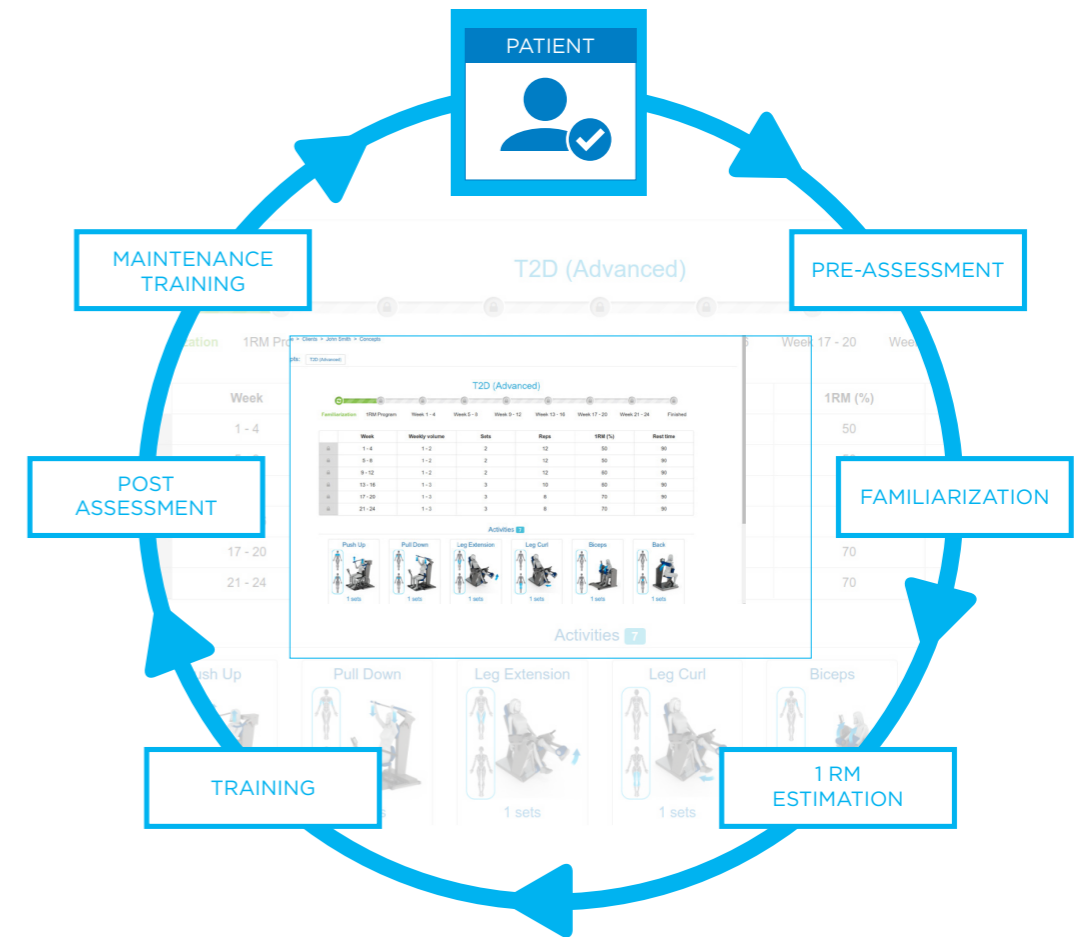 PATIENT
MAINTENANCE
TRAINING
PRE-ASSESSMENT
POST
ASSESSMENT
FAMILIARIZATION
TRAINING
1 RM
ESTIMATION
T2D (Advanced)
1RM
Week 17 - 20
Week
1RM (%)
1 - 4
50
17 - 20
70
21 - 24
70
Activities 7
Pull Down
Leg Extension
Leg Curl
Biceps
1 sets
1 sets
> Clients > John Smith > Concepts
T2D (Advanced)
T2D (Advanced)
Familiarization 1RM Program Week 1 - 4 Week 5 - 8 Week 9 - 12 Week 13 - 16 Week 17 - 20 Week 21 - 24 Finished
Week Weekly volume Sets Reps 1RM (%) Rest time
1 - 4 1 - 2 2 12 50 90
5 - 8 1 - 2 2 12 50 90
9 - 12 1 - 2 2 12 60 90
13 - 16 1 - 3 3 10 60 90
17 - 20 1 - 3 3 8 70 90
21 - 24 1 - 3 3 8 70 90
Activities 7
Push Up Pull Down Leg Extension Leg Curl Biceps Back
1 sets 1 sets 1 sets 1 sets 1 sets 1 sets